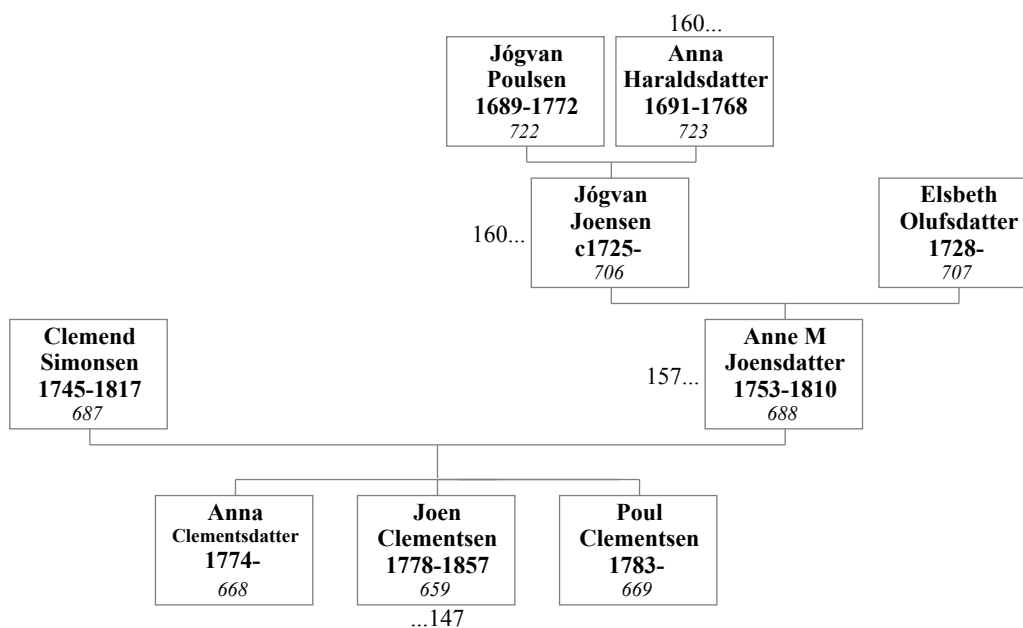 160...
Jógvan
Poulsen
1689-1772
722
Anna
Haraldsdatter
1691-1768
723
160...
Jógvan
Joensen
c1725-
706
Elsbeth
Olufsdatter
1728-
707
Clemend
Simonsen
1745-1817
687
157...
Anne M
Joensdatter
1753-1810
688
Anna
Clementsdatter
1774-
668
Joen
Clementsen
1778-1857
659
...147
Poul
Clementsen
1783-
669